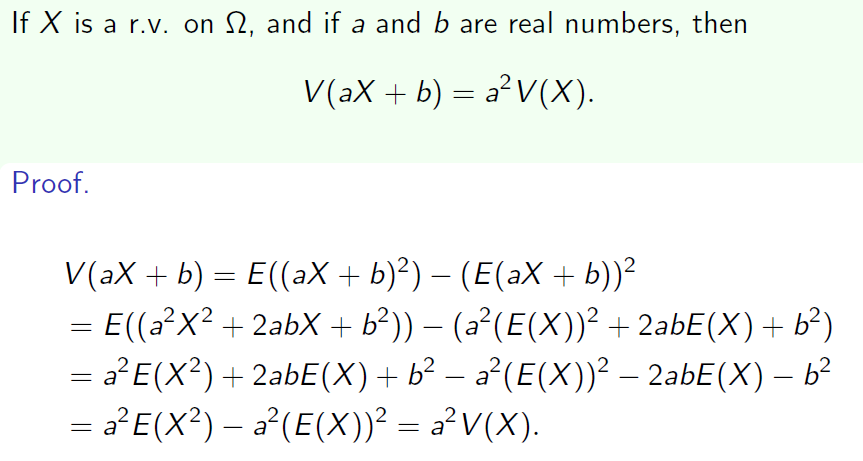 If X is a r.v. on Ω, and if a and b are real numbers, then
V(aX + b) = a²V(X).
Proof.
V(aX + b) = E((aX + b)²) − (E(aX + b))²
= E((a²X² + 2abX + b²)) − (a²(E(X))² + 2abE(X) + b²)
= a²E(X²) + 2abE(X) + b² − a²(E(X))² − 2abE(X) − b²
= a²E(X²) − a²(E(X))² = a²V(X).